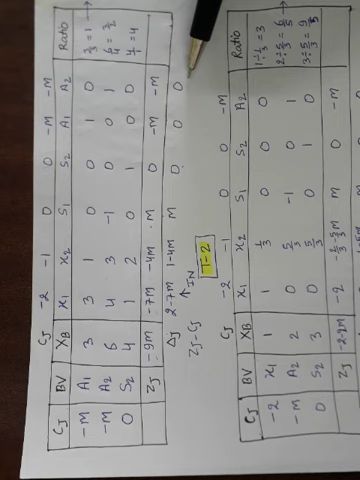 CJ -2 -1 0 0 -M -M
CJ BV XB X1 X2 S1 S2 A1 A2 Ratio
-M A1 3 3 1 0 0 1 0 3/3 = 1 →
-M A2 6 4 3 -1 0 0 1 6/4 = 3/2
0 S2 4 1 2 0 1 0 0 4/1 = 4
ZJ -9M -7M -4M M 0 -M -M
ΔJ 2-7M 1-4M M 0 0 0
ZJ-CJ ↑ IN
T-2
CJ -2 -1 0 0 -M
CJ BV XB X1 X2 S1 S2 A2 Ratio
-2 X1 1 1 1/3 0 0 0 1÷1/3 = 3
-M A2 2 0 5/3 -1 0 1 2÷5/3 = 6/5 →
0 S2 3 0 5/3 0 1 0 3÷5/3 = 9/5
ZJ -2-2M -2 -2/3-5/3M M 0 -M